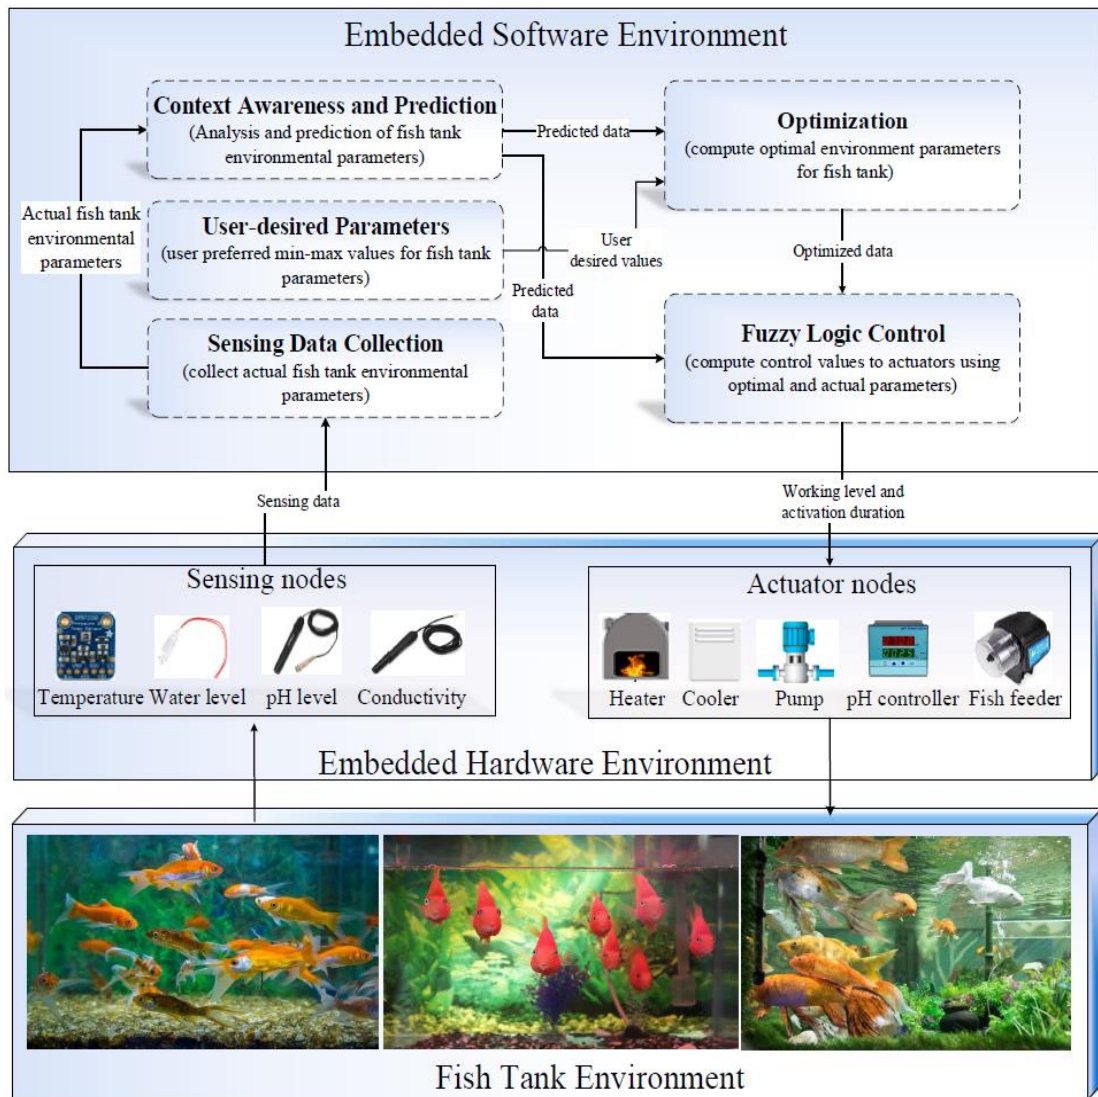 Embedded Software Environment
Context Awareness and Prediction
(Analysis and prediction of fish tank
environmental parameters)
Predicted data
Optimization
(compute optimal environment parameters
for fish tank)
Actual fish tank
environmental
parameters
User-desired Parameters
(user preferred min-max values for fish tank
parameters)
User
desired values
Optimized data
Predicted
data
Sensing Data Collection
(collect actual fish tank environmental
parameters)
Fuzzy Logic Control
(compute control values to actuators using
optimal and actual parameters)
Sensing data
Working level and
activation duration
Sensing nodes
Temperature
Water level
pH level
Conductivity
Actuator nodes
Heater
Cooler
Pump
pH controller
Fish feeder
Embedded Hardware Environment
Fish Tank Environment